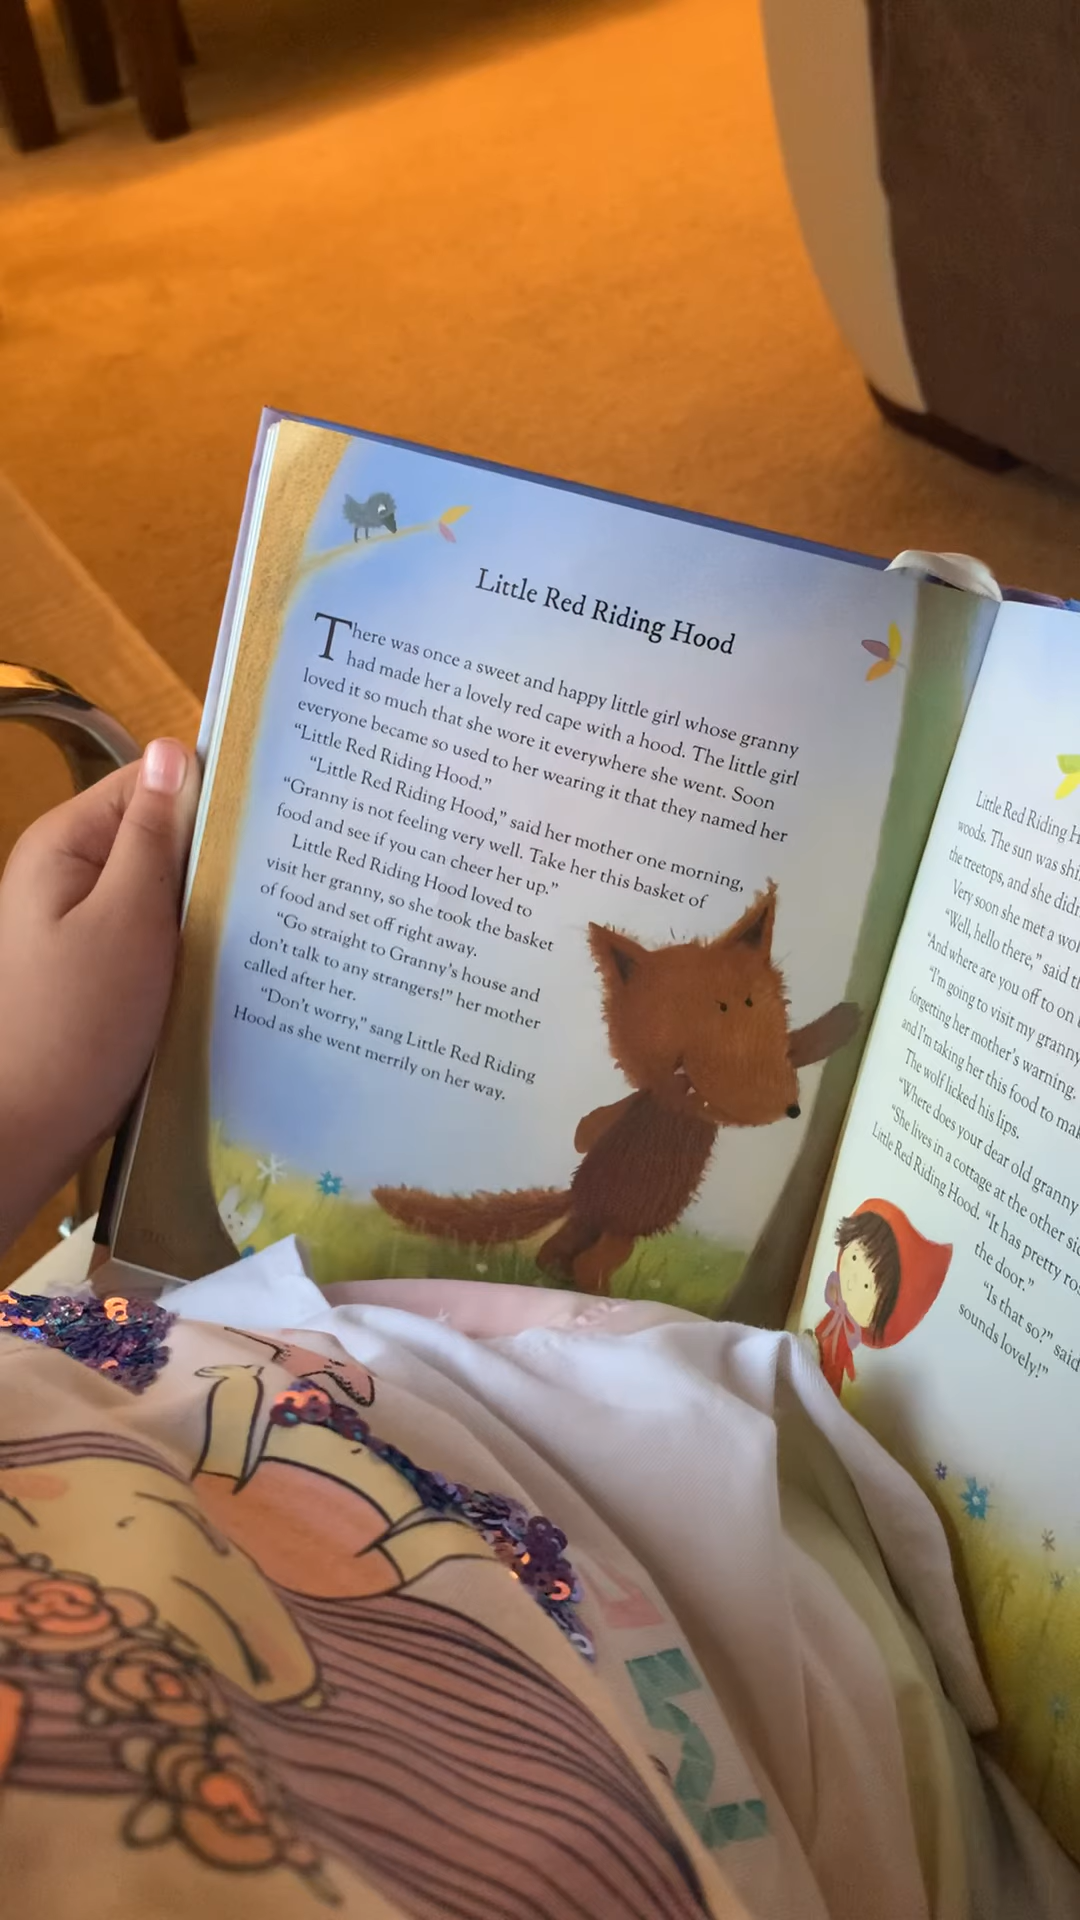 Little Red Riding Hood
There was once a sweet and happy little girl whose granny
had made her a lovely red cape with a hood. The little girl
loved it so much that she wore it everywhere she went. Soon
everyone became so used to her wearing it that they named her
“Little Red Riding Hood.”
“Little Red Riding Hood,” said her mother one morning,
“Granny is not feeling very well. Take her this basket of
food and see if you can cheer her up.”
Little Red Riding Hood loved to
visit her granny, so she took the basket
of food and set off right away.
“Go straight to Granny’s house and
don’t talk to any strangers!” her mother
called after her.
“Don’t worry,” sang Little Red Riding
Hood as she went merrily on her way.
Little Red Riding
woods. The sun was
the treetops, and she
Very soon she met a
“Well, hello there,” said
“And where are you off to on
“I’m going to visit my granny
forgetting her mother’s warning.
and I’m taking her this food to
The wolf licked his lips.
“Where does your dear old granny
“She lives in a cottage at the other
Little Red Riding Hood. “It has pretty
the door.”
“Is that so?” said
sounds lovely!”